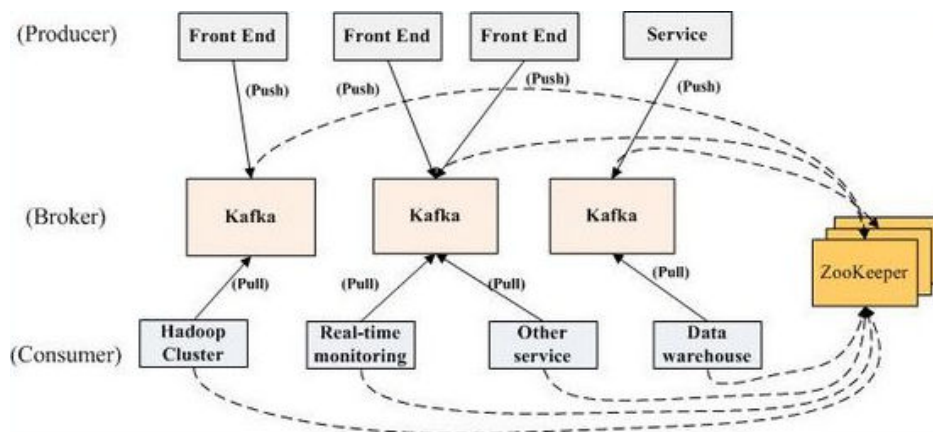 (Producer)
Front End
Front End
Front End
Service
(Push)
(Push)
(Push)
(Push)
(Broker)
Kafka
Kafka
Kafka
ZooKeeper
(Pull)
(Pull)
(Pull)
(Pull)
(Consumer)
Hadoop
Cluster
Real-time
monitoring
Other
service
Data
warehouse